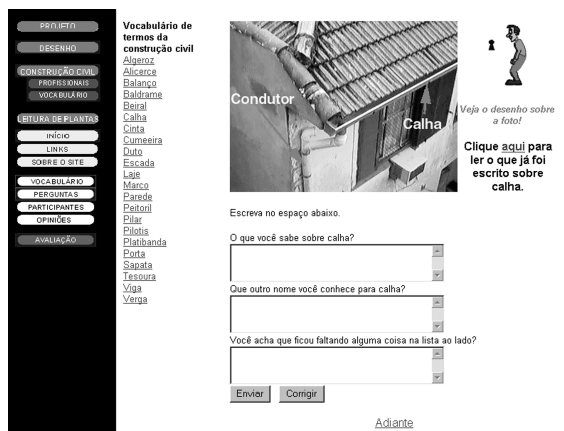 PROJETO
DESENHO
CONSTRUÇÃO CIVIL
PROFISSIONAIS
VOCABULÁRIO
LEITURA DE PLANTAS
INÍCIO
LINKS
SOBRE O SITE
VOCABULÁRIO
PERGUNTAS
PARTICIPANTES
OPINIÕES
AVALIAÇÃO
Vocabulário de
termos da
construção civil
Algeroz
Alicerce
Balanço
Baldrame
Beiral
Calha
Cinta
Cumeeira
Duto
Escada
Laje
Marco
Parede
Peitoril
Pilar
Pilotis
Platibanda
Porta
Sapata
Tesoura
Viga
Verga
Condutor
Calha
Veja o desenho sobre
a foto!
Clique aqui para
ler o que já foi
escrito sobre
calha.
Escreva no espaço abaixo.
O que você sabe sobre calha?
Que outro nome você conhece para calha?
Você acha que ficou faltando alguma coisa na lista ao lado?
Enviar
Corrigir
Adiante